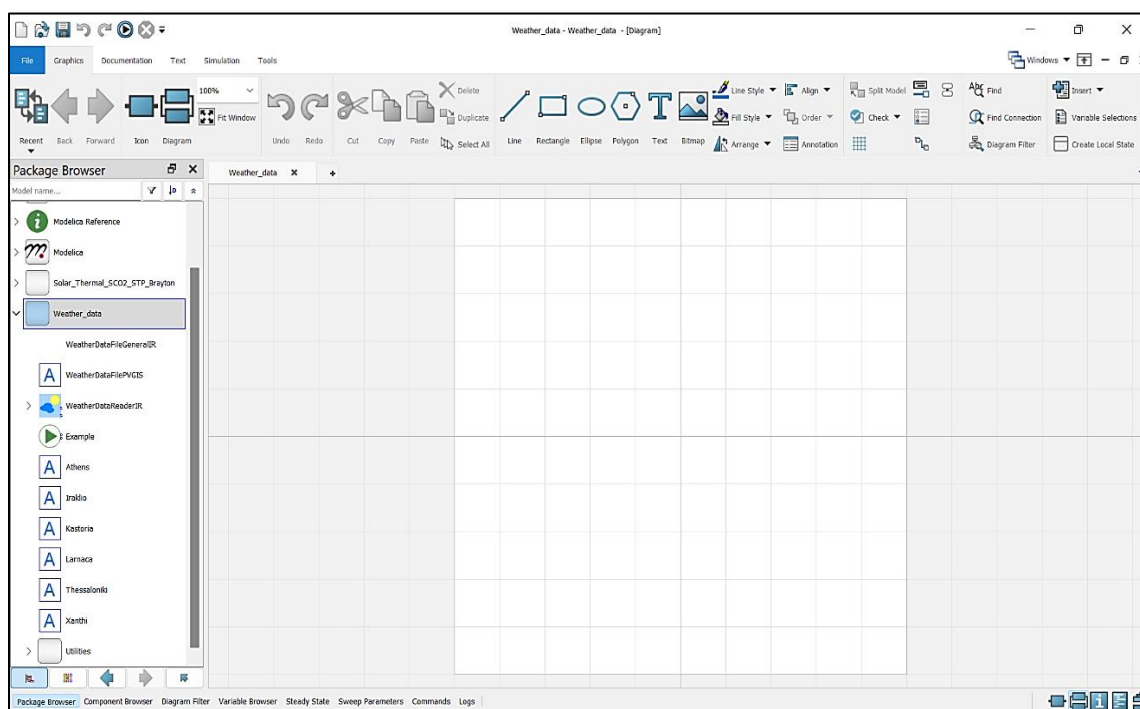 Weather_data - Weather_data - [Diagram]
File Graphics Documentation Text Simulation Tools Windows
100%
Fit Window
Delete
Duplicate
Select All
Line Style
Fill Style
Arrange
Align
Order
Annotation
Split Model
Check
Find
Find Connection
Diagram Filter
Insert
Variable Selections
Create Local State
Recent Back Forward Icon Diagram Undo Redo Cut Copy Paste Line Rectangle Ellipse Polygon Text Bitmap
Package Browser
Weather_data
Model name...
Modelica Reference
Modelica
Solar_Thermal_SCO2_STP_Brayton
Weather_data
WeatherDataFileGeneralIR
A WeatherDataFilePVGIS
WeatherDataReaderIR
Example
A Athens
A Iraklio
A Kastoria
A Larnaca
A Thessaloniki
A Xanthi
Utilities
Package Browser Component Browser Diagram Filter Variable Browser Steady State Sweep Parameters Commands Logs